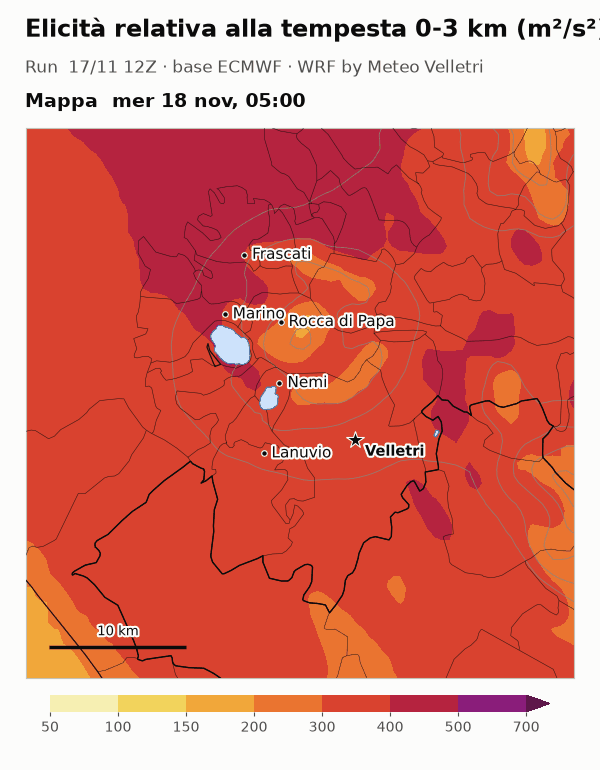 Elicità relativa alla tempesta 0-3 km (m²/s²)
Run  17/11 12Z · base ECMWF · WRF by Meteo Velletri
Mappa  mer 18 nov, 05:00
Frascati
Marino
Rocca di Papa
Nemi
Velletri
Lanuvio
10 km
50 100 150 200 300 400 500 700